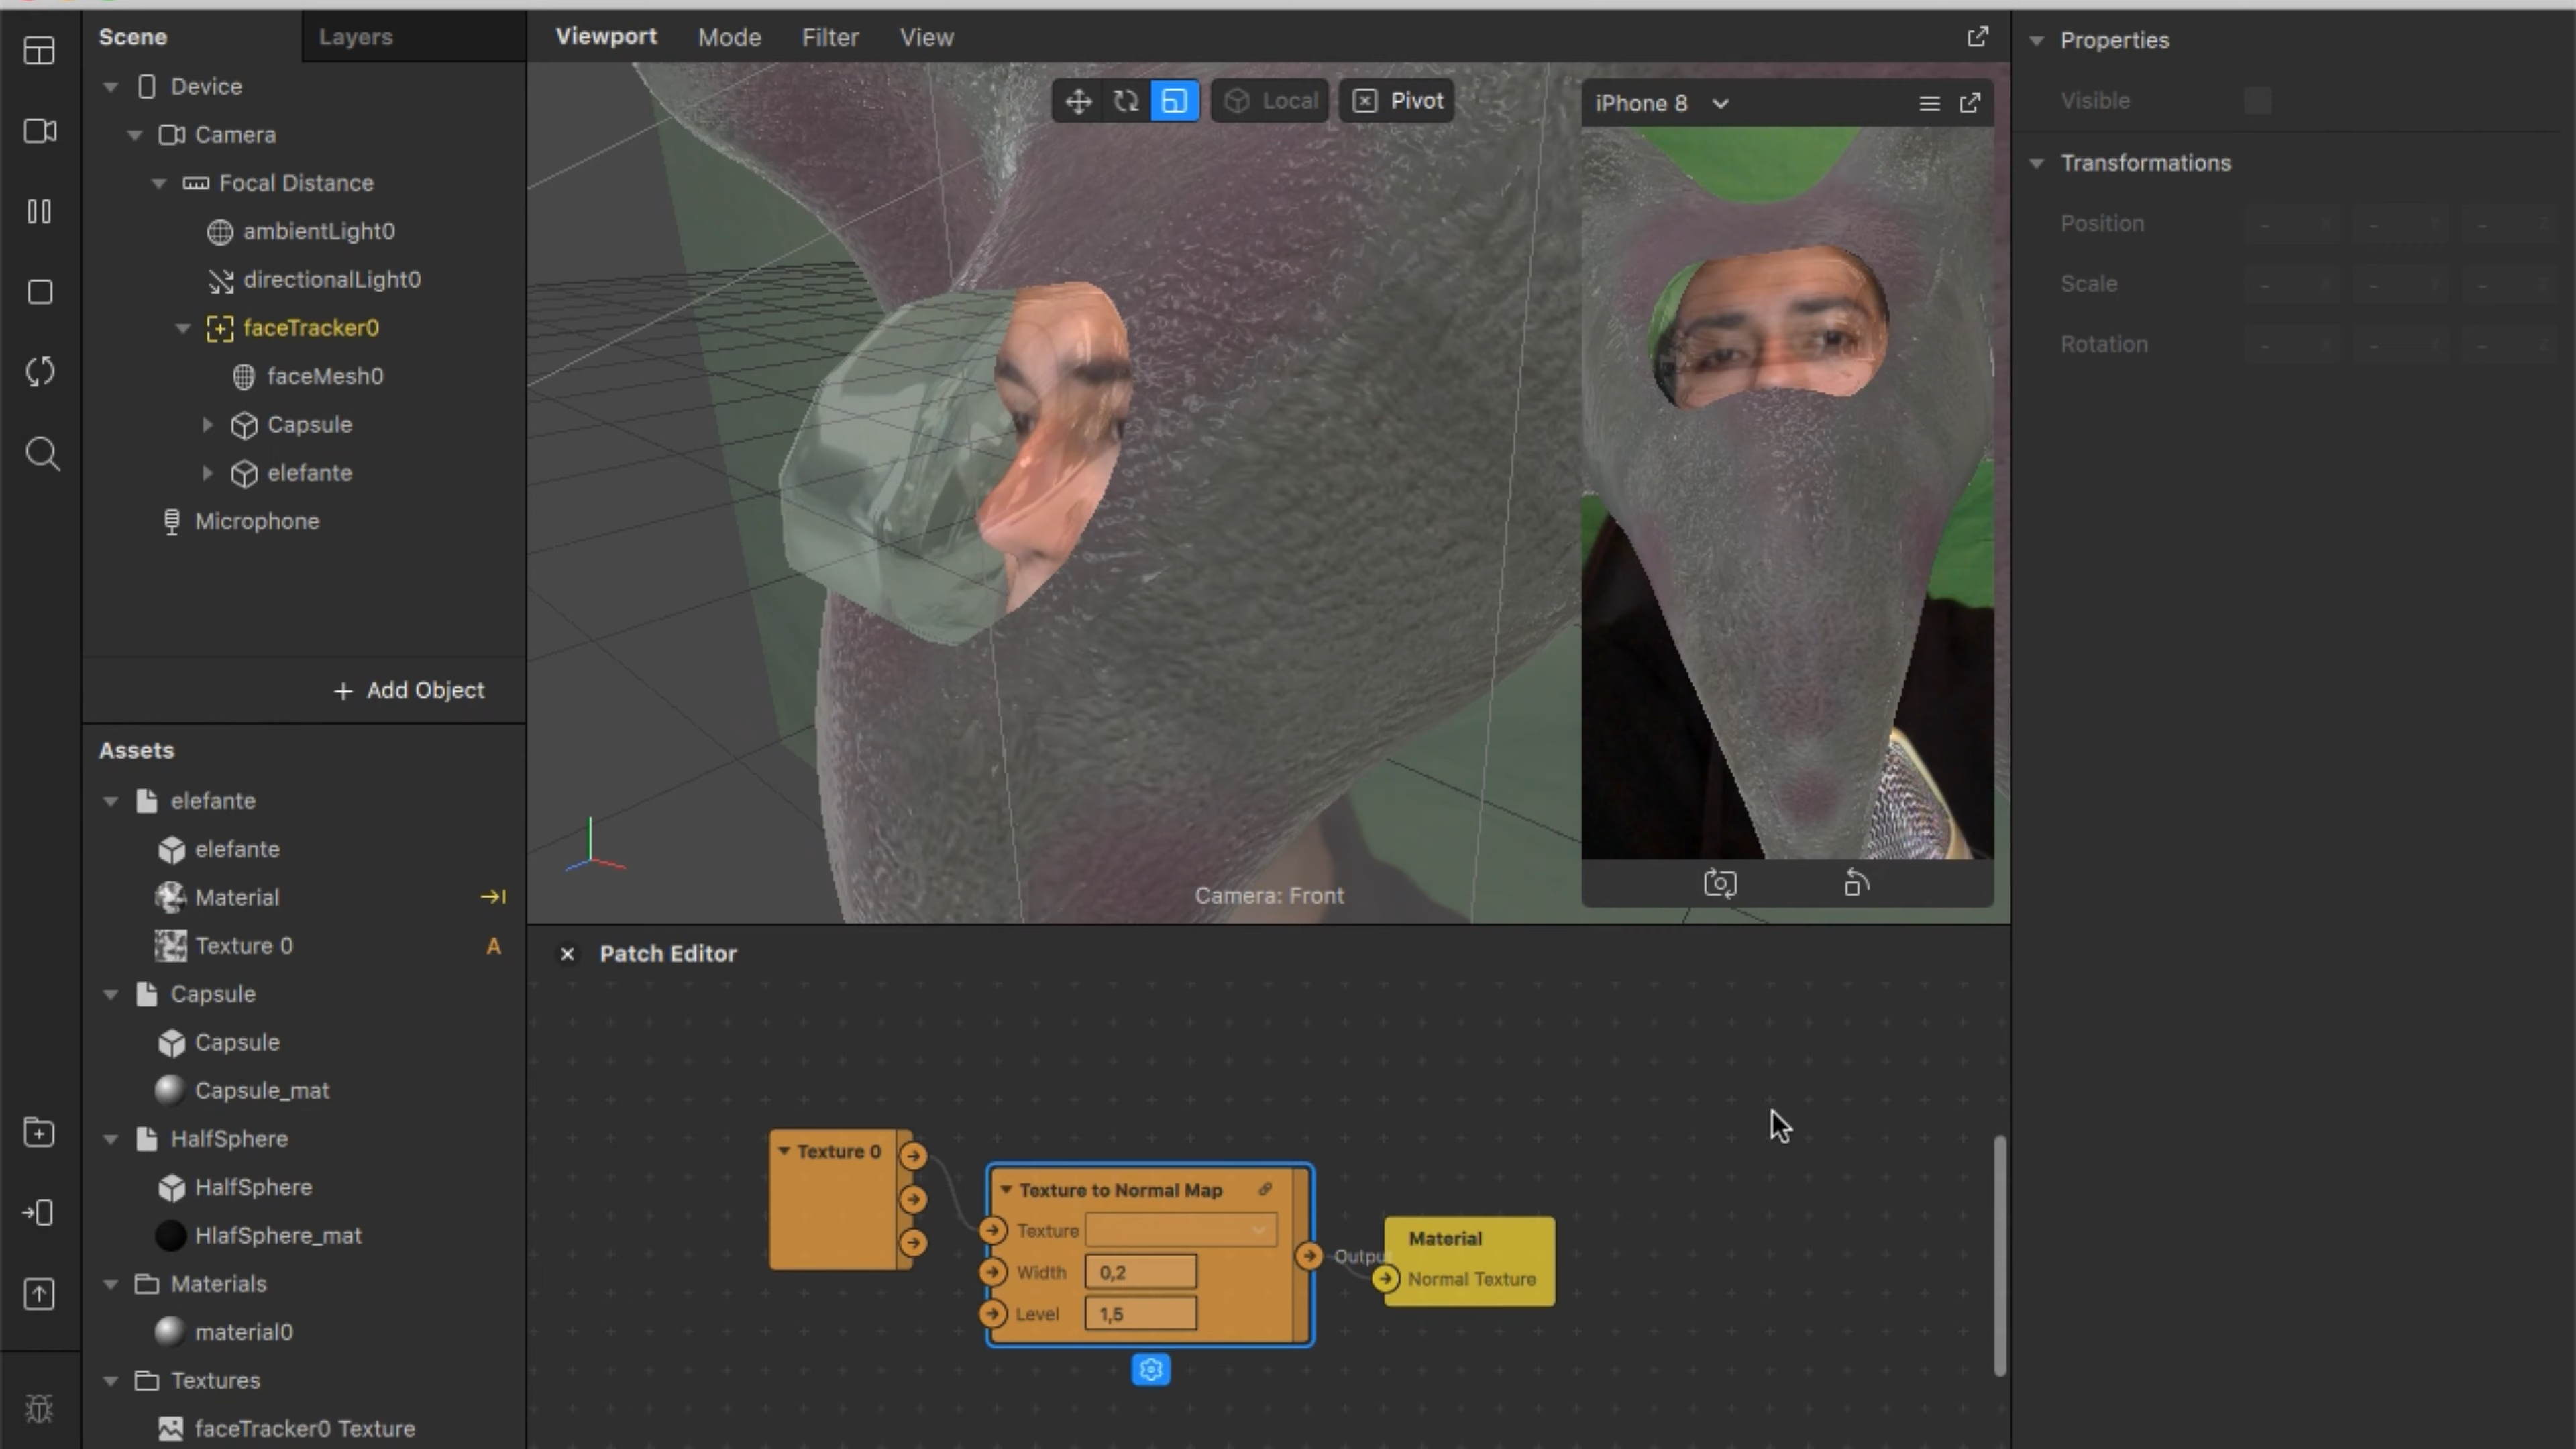 Scene
Layers
Device
Camera
Focal Distance
ambientLight0
directionalLight0
faceTracker0
faceMesh0
Capsule
elefante
Microphone
+ Add Object
Assets
elefante
elefante
Material
Texture 0
A
Capsule
Capsule
Capsule_mat
HalfSphere
HalfSphere
HlafSphere_mat
Materials
material0
Textures
faceTracker0 Texture
Viewport
Mode
Filter
View
Local
Pivot
iPhone 8
Camera: Front
Patch Editor
Texture 0
Texture to Normal Map
Texture
Width
0,2
Level
1,5
Output
Material
Normal Texture
Properties
Visible
Transformations
Position
- X
- Y
- Z
Scale
- X
- Y
- Z
Rotation
- X
- Y
- Z